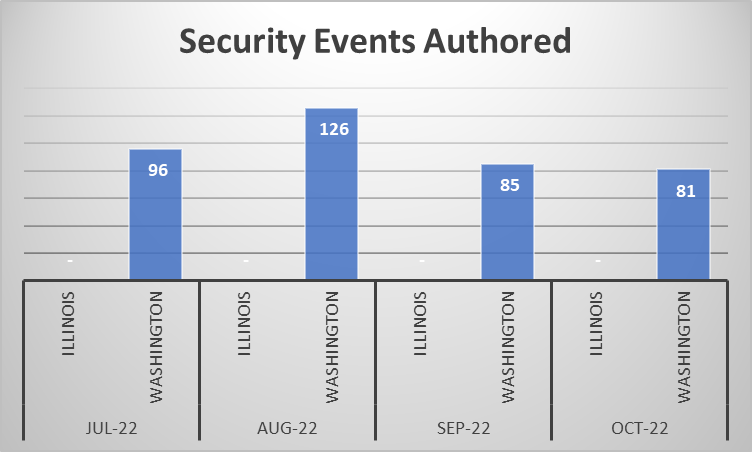 Security Events Authored
96
126
85
81
-
-
-
-
ILLINOIS
WASHINGTON
ILLINOIS
WASHINGTON
ILLINOIS
WASHINGTON
ILLINOIS
WASHINGTON
JUL-22
AUG-22
SEP-22
OCT-22